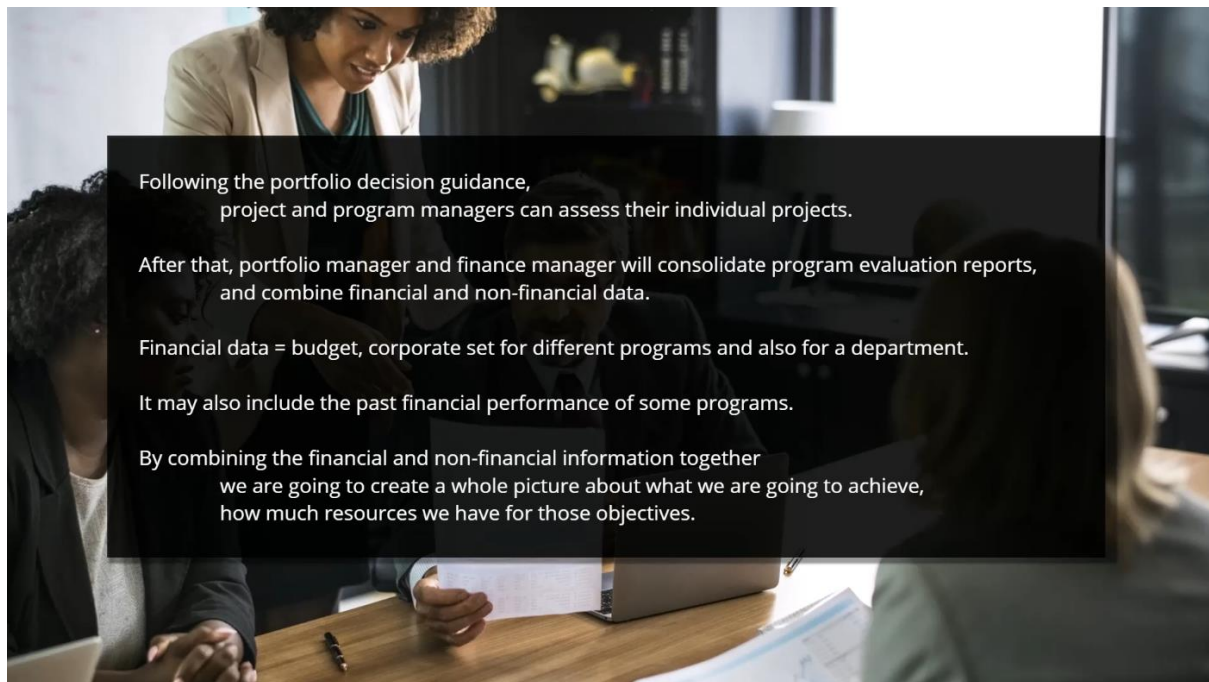 Following the portfolio decision guidance,
project and program managers can assess their individual projects.
After that, portfolio manager and finance manager will consolidate program evaluation reports,
and combine financial and non-financial data.
Financial data = budget, corporate set for different programs and also for a department.
It may also include the past financial performance of some programs.
By combining the financial and non-financial information together
we are going to create a whole picture about what we are going to achieve,
how much resources we have for those objectives.